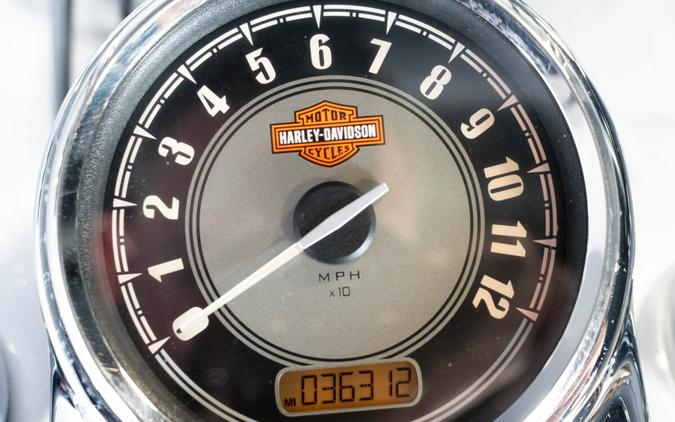 1
2
3
4
5
6
7
8
9
10
11
12
MOTOR
HARLEY-DAVIDSON
CYCLES
MPH
x10
MI 036312